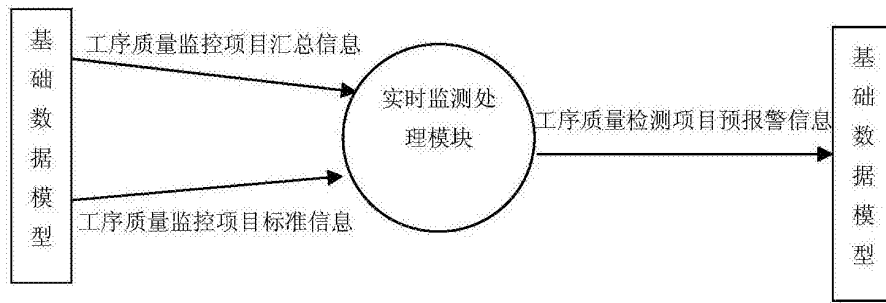 基础数据模型
工序质量监控项目汇总信息
工序质量监控项目标准信息
实时监测处
理模块
工序质量检测项目预报警信息
基础数据模型